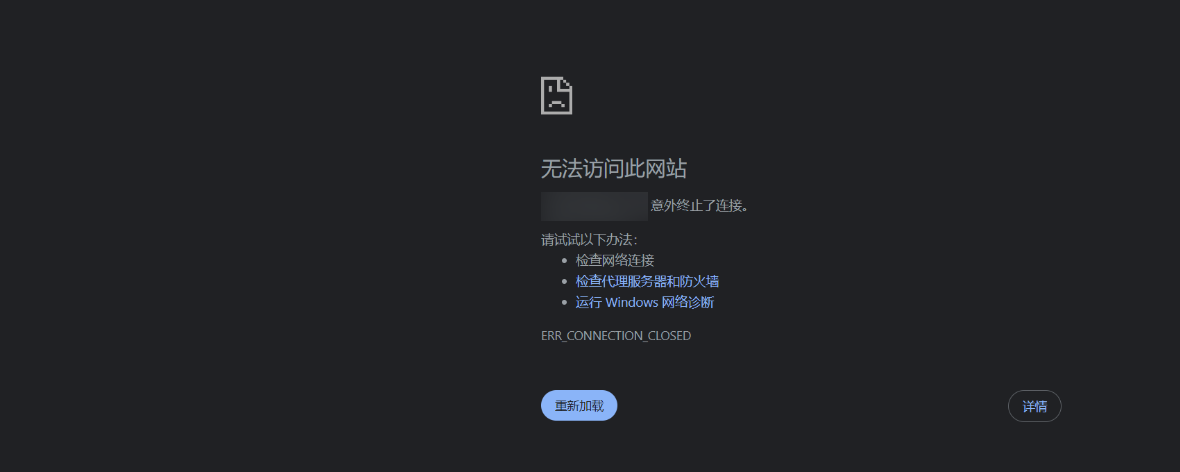 无法访问此网站
意外终止了连接。
请试试以下办法：
检查网络连接
检查代理服务器和防火墙
运行 Windows 网络诊断
ERR_CONNECTION_CLOSED
重新加载
详情